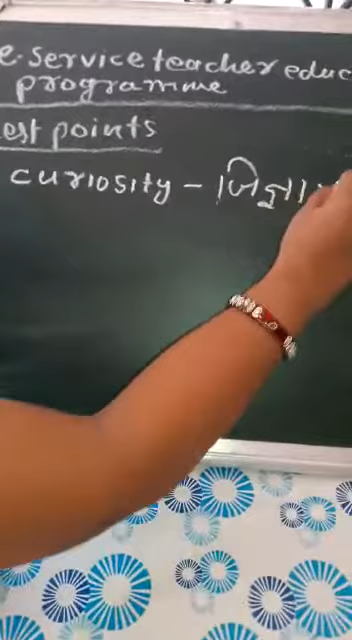 e-service teacher educ
programme
est points
curiosity -